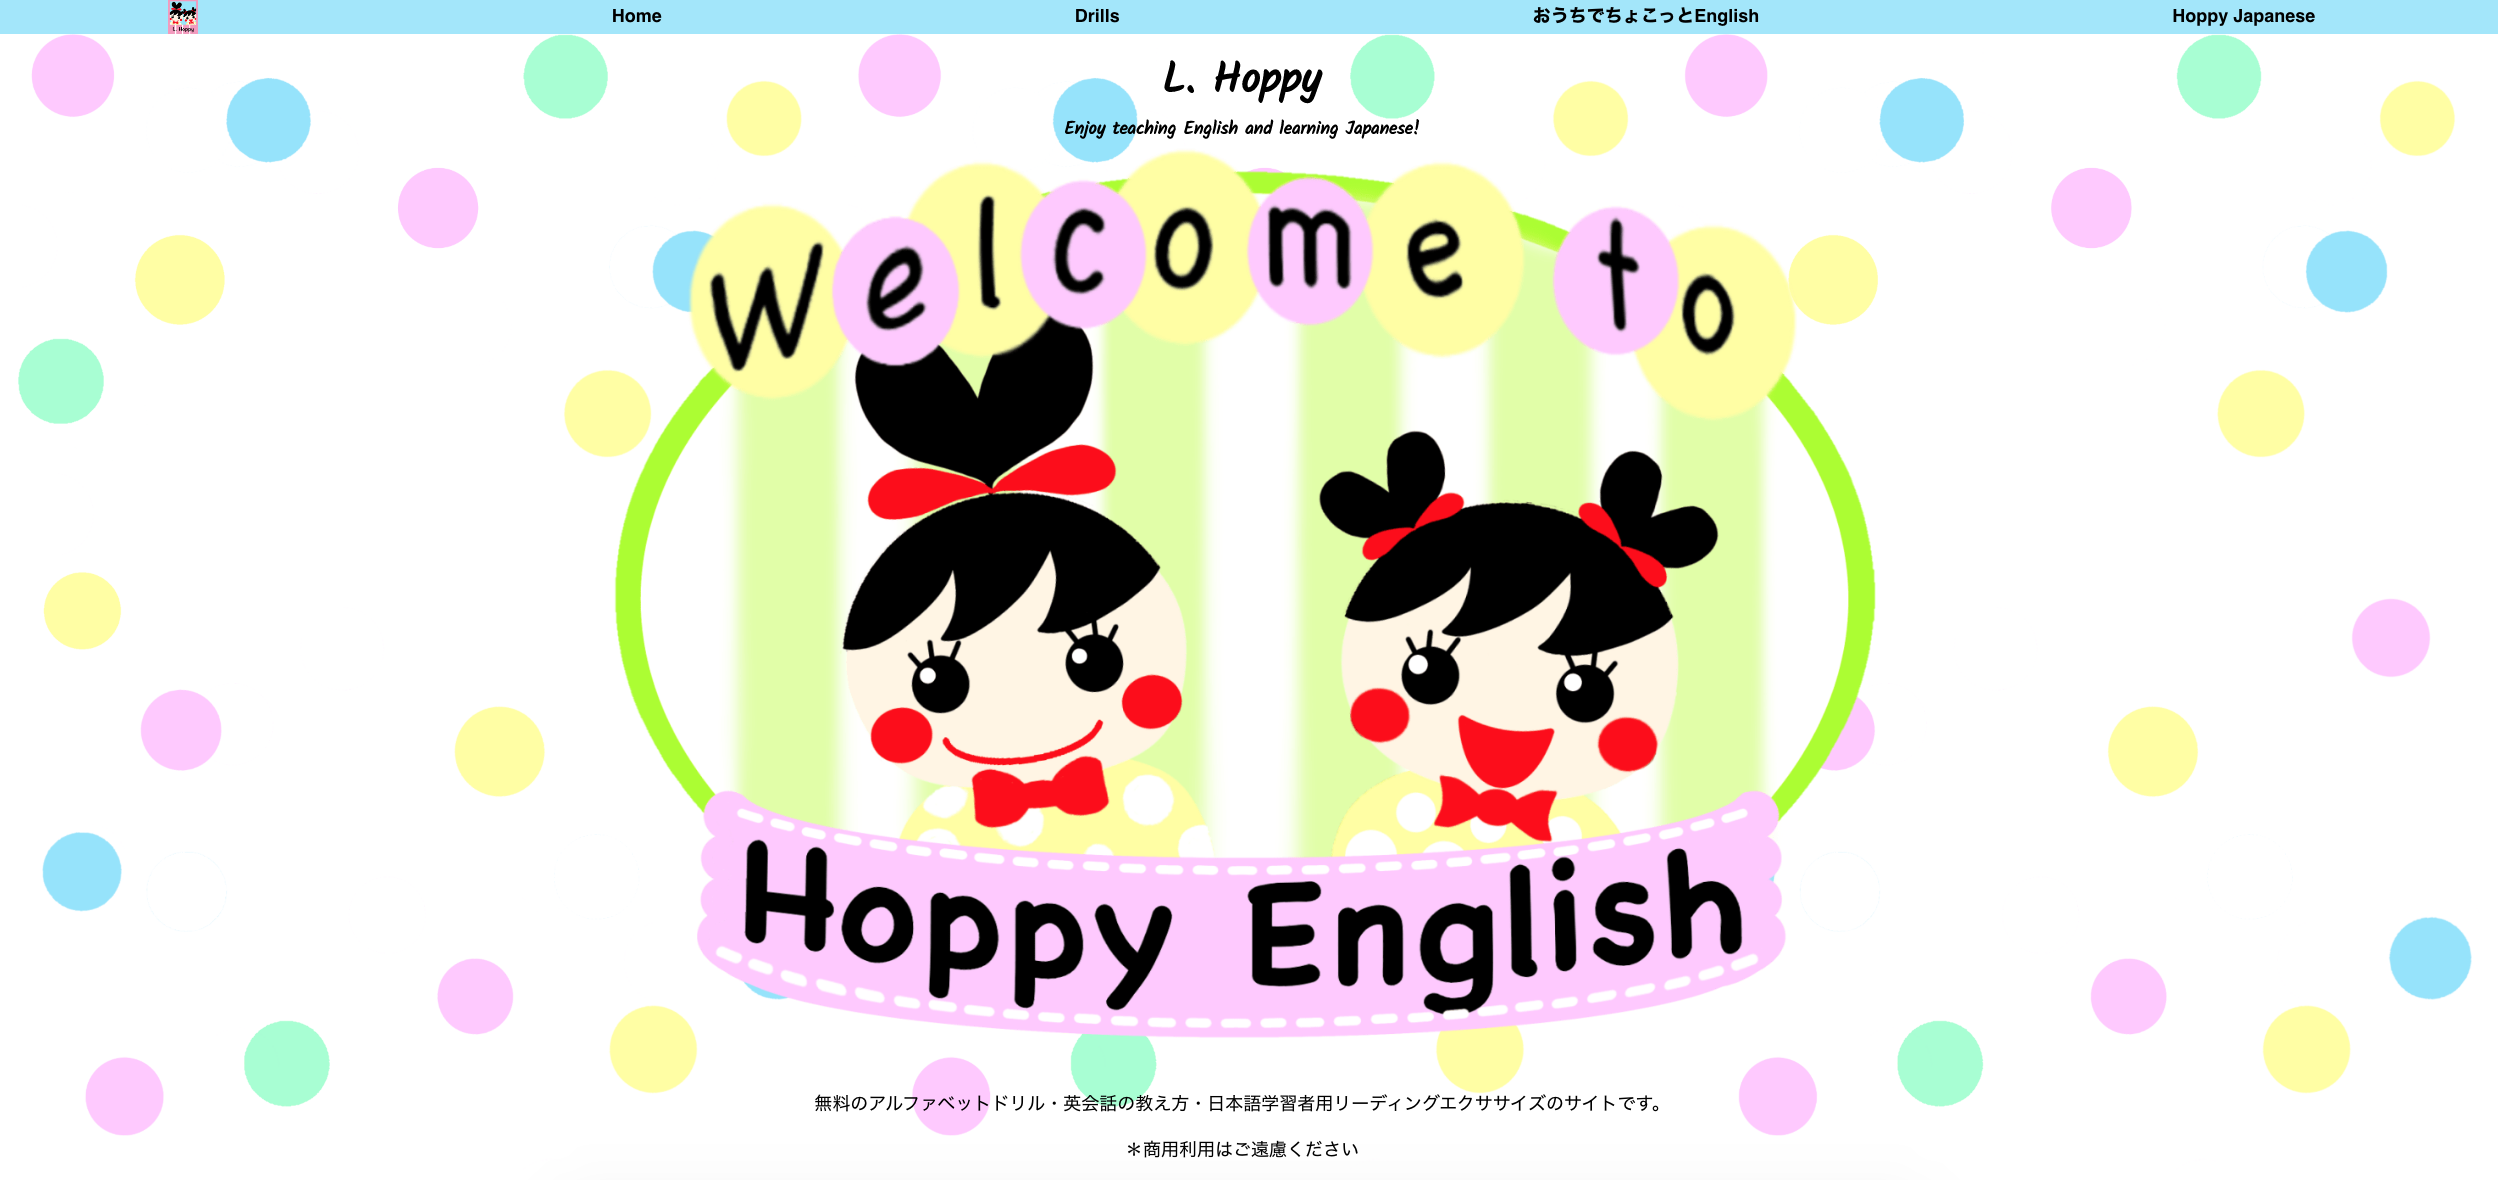 L. Hoppy
Home
Drills
おうちでちょこっとEnglish
Hoppy Japanese
L. Hoppy
Enjoy teaching English and learning Japanese!
Welcome to
Hoppy English
無料のアルファベットドリル・英会話の教え方・日本語学習者用リーディングエクササイズのサイトです。
＊商用利用はご遠慮ください